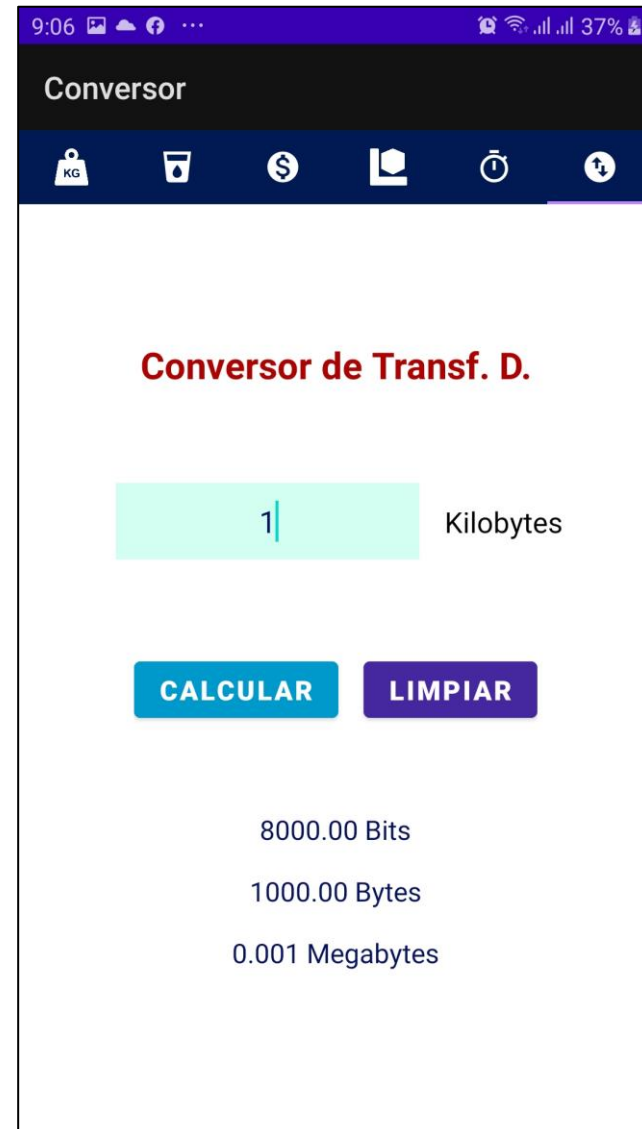 9:06 ··· 37%
Conversor
KG
Conversor de Transf. D.
1 Kilobytes
CALCULAR LIMPIAR
8000.00 Bits
1000.00 Bytes
0.001 Megabytes